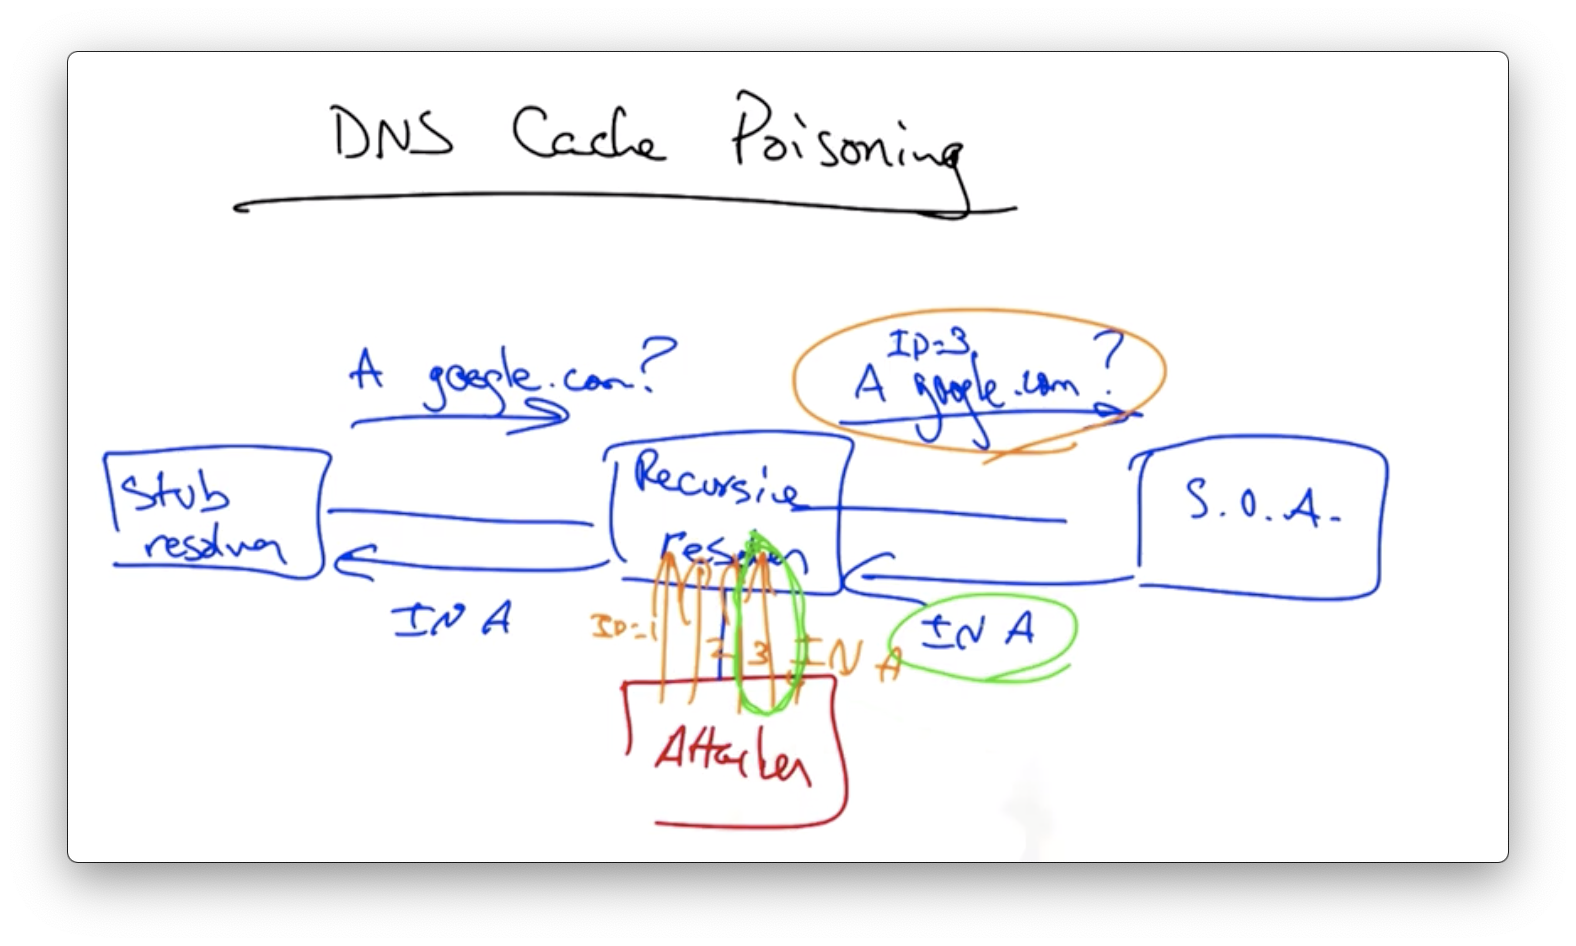 DNS Cache Poisoning
A google.com?
ID=3
A google.com?
Stub
resolver
Recursive
resolver
S.O.A.
IN A
IN A
ID=1
2
3
IN A
Attacker